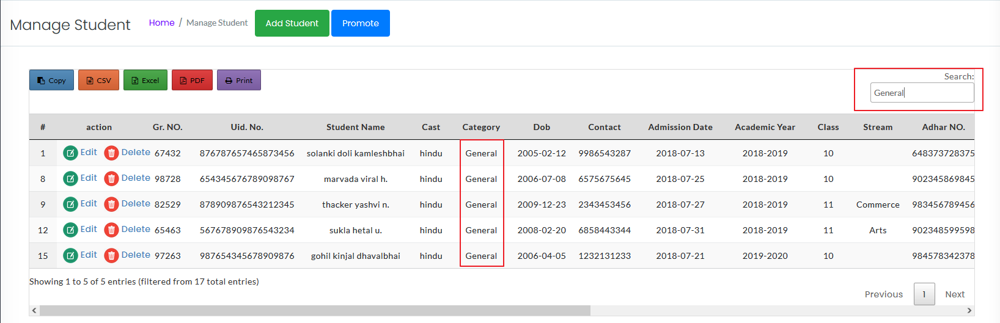 Manage Student Home / Manage Student Add Student Promote
Copy CSV Excel PDF Print
Search:
General
# action Gr. NO. Uid. No. Student Name Cast Category Dob Contact Admission Date Academic Year Class Stream Adhar NO.
1 Edit Delete 67432 876787657465873456 solanki doli kamleshbhai hindu General 2005-02-12 9986543287 2018-07-13 2018-2019 10 648373728375
8 Edit Delete 98728 654345676789098767 marvada viral h. hindu General 2006-07-08 6575675645 2018-07-25 2018-2019 10 902345869845
9 Edit Delete 82529 878909876543212345 thacker yashvi n. hindu General 2009-12-23 2343453456 2018-07-27 2018-2019 11 Commerce 983456789456
12 Edit Delete 65463 567678909876543234 sukla hetal u. hindu General 2008-02-20 6858443344 2018-07-31 2018-2019 11 Arts 902348599598
15 Edit Delete 97263 987654345678909876 gohil kinjal dhavalbhai hindu General 2006-04-05 1232131233 2018-07-21 2019-2020 10 984578342378
Showing 1 to 5 of 5 entries (filtered from 17 total entries)
Previous 1 Next